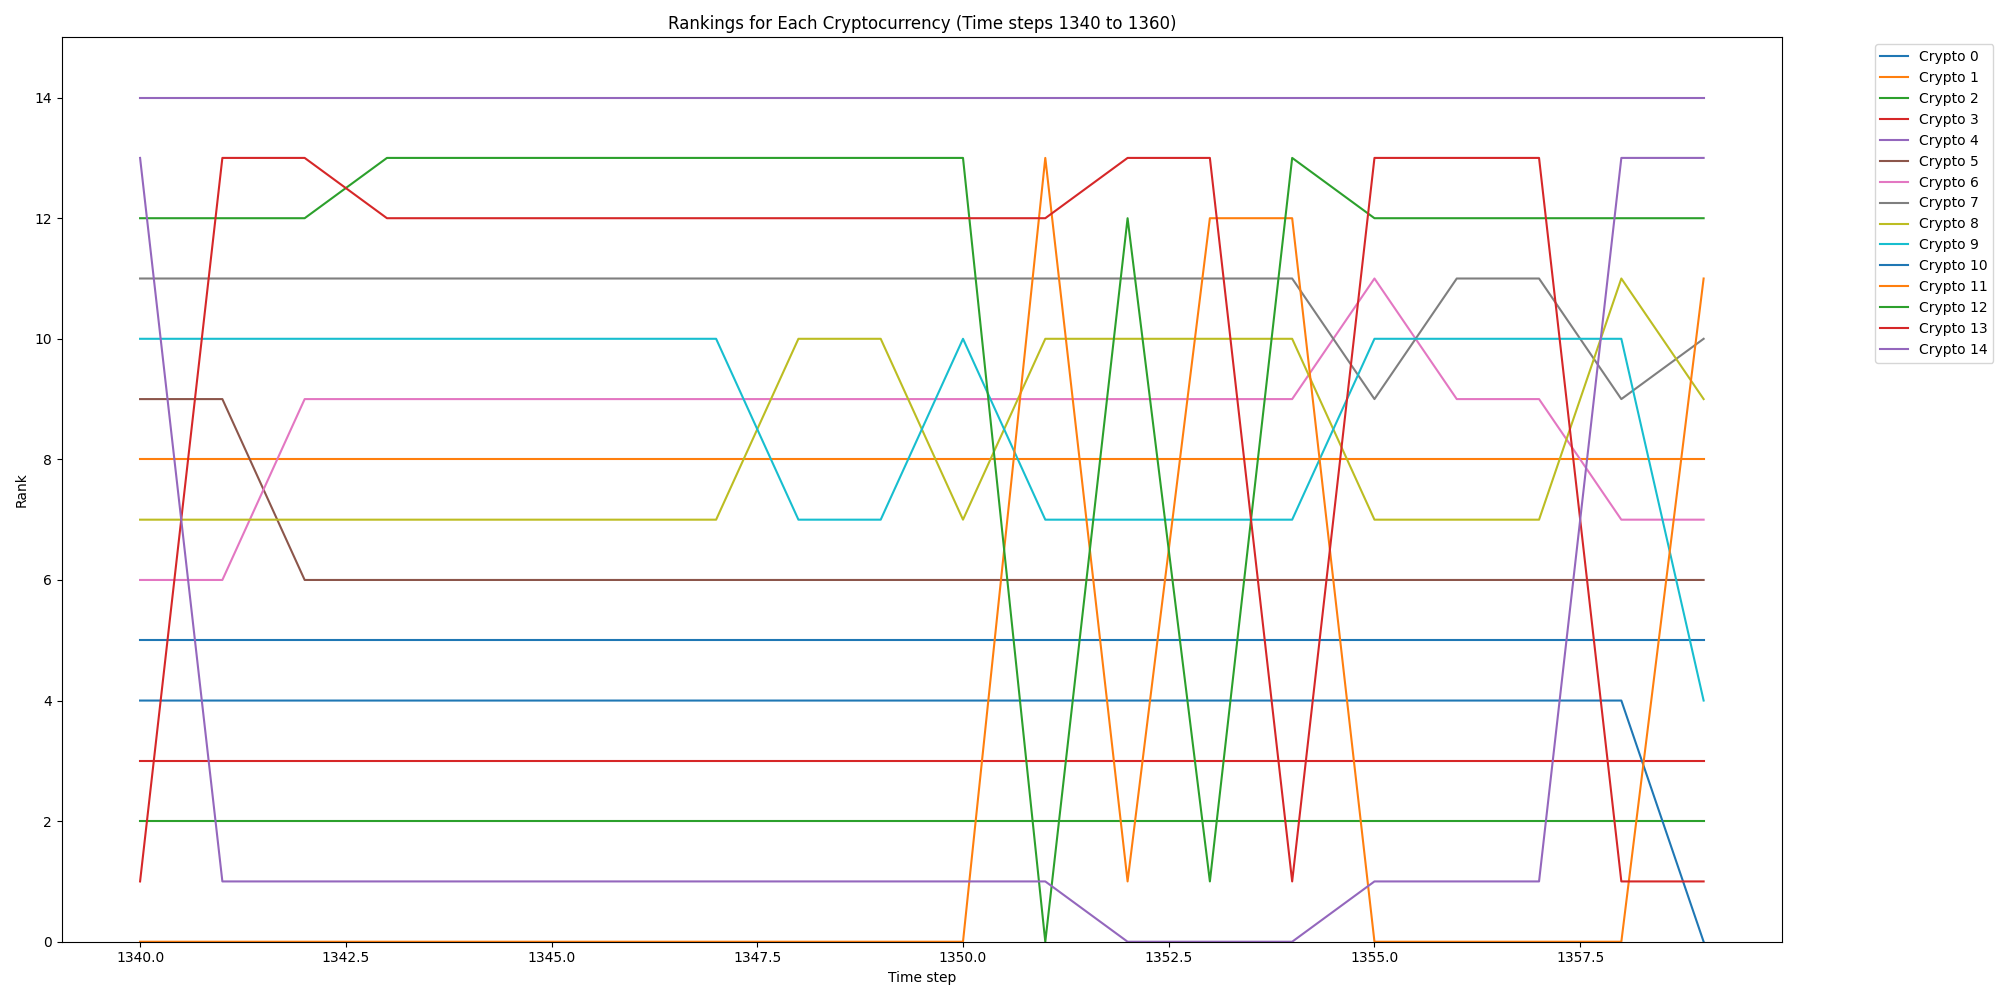 Rankings for Each Cryptocurrency (Time steps 1340 to 1360)
Rank
14
12
10
8
6
4
2
0
1340.0 1342.5 1345.0 1347.5 1350.0 1352.5 1355.0 1357.5
Time step
Crypto 0
Crypto 1
Crypto 2
Crypto 3
Crypto 4
Crypto 5
Crypto 6
Crypto 7
Crypto 8
Crypto 9
Crypto 10
Crypto 11
Crypto 12
Crypto 13
Crypto 14